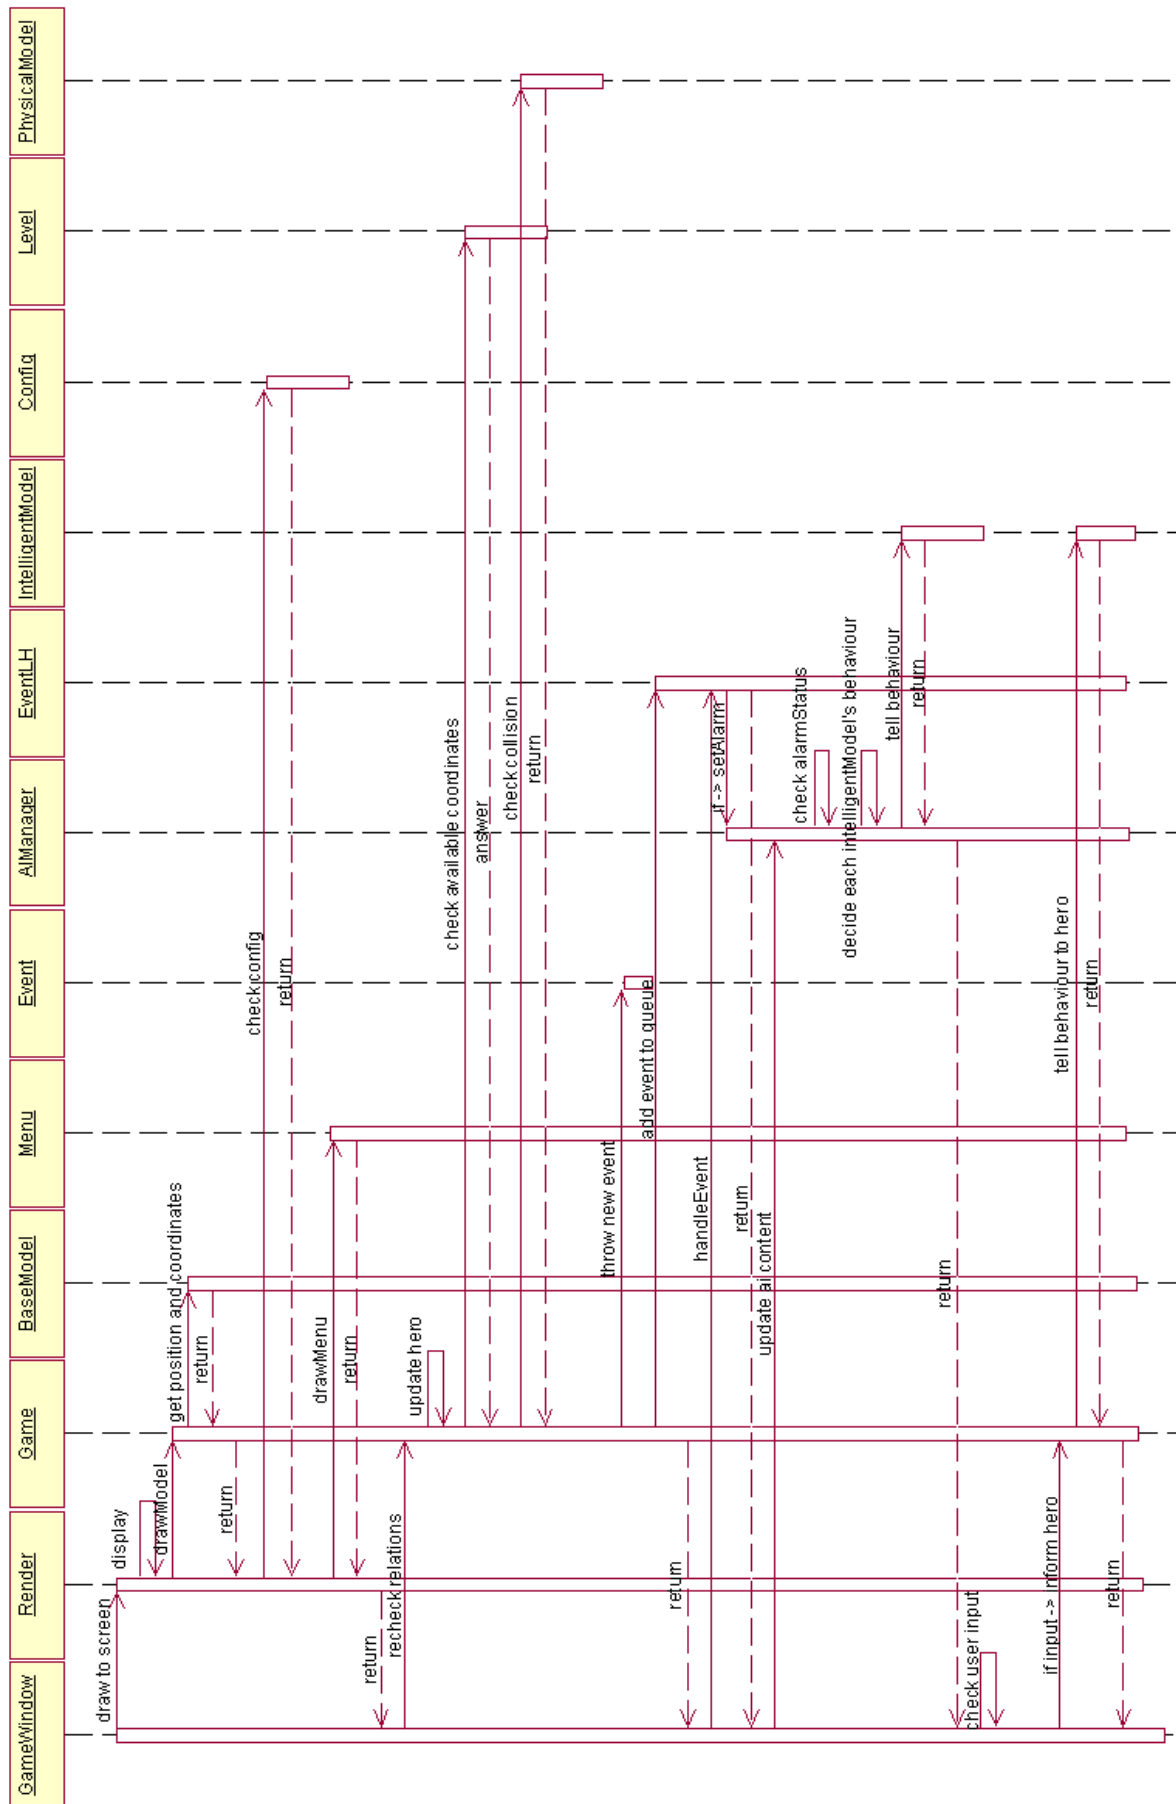 GameWindow
Render
Game
BaseModel
Menu
Event
AIManager
EventLH
IntelligentModel
Config
Level
PhysicalModel
draw to screen
display
drawModel
get position and coordinates
return
return
check config
return
drawMenu
return
return
recheck relations
update hero
check available coordinates
answer
check collision
return
throw new event
add event to queue
return
handleEvent
if -> setAlarm
return
update ai content
check alarmStatus
decide each intelligentModel's behaviour
tell behaviour
return
return
check user input
if input -> inform hero
tell behaviour to hero
return
return